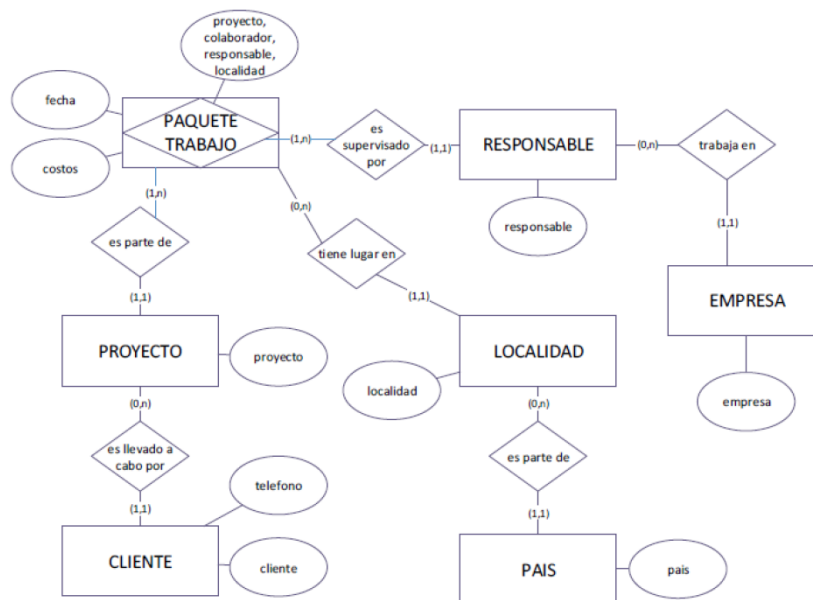 proyecto,
colaborador,
responsable,
localidad
fecha
costos
PAQUETE
TRABAJO
(1,n)
es
supervisado
por
(1,1)
RESPONSABLE
(0,n)
trabaja en
responsable
(1,n)
(0,n)
(1,1)
es parte de
tiene lugar en
(1,1)
(1,1)
EMPRESA
PROYECTO
proyecto
LOCALIDAD
localidad
empresa
(0,n)
(0,n)
es llevado a
cabo por
es parte de
telefono
(1,1)
(1,1)
CLIENTE
cliente
PAIS
pais